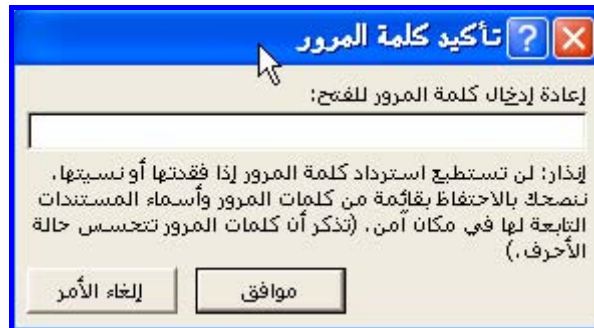 تأكيد كلمة المرور
إعادة إدخال كلمة المرور للفتح:
إنذار: لن تستطيع استرداد كلمة المرور إذا فقدتها أو نسيتها.
ننصحك بالاحتفاظ بقائمة من كلمات المرور وأسماء المستندات
التابعة لها في مكان آمن. (تذكر أن كلمات المرور تتحسس حالة
الأحرف.)
موافق إلغاء الأمر